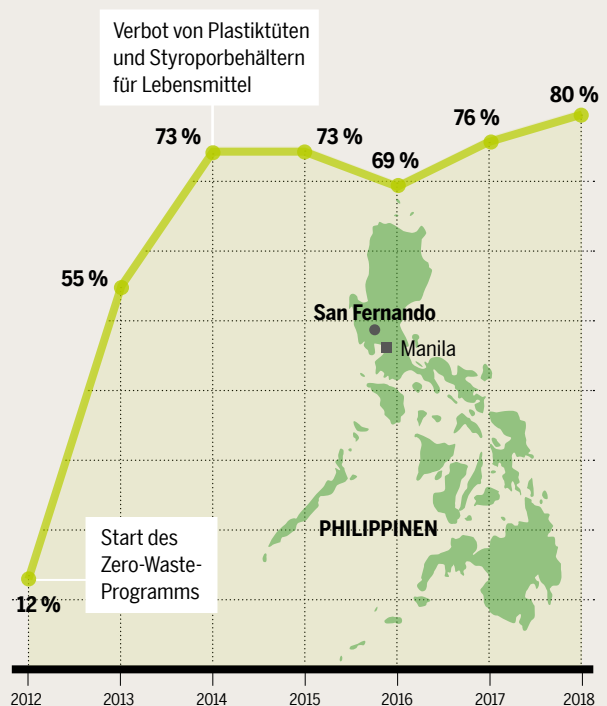 Verbot von Plastiktüten
und Styroporbehältern
für Lebensmittel
73 %
73 %
69 %
76 %
80 %
55 %
San Fernando
Manila
PHILIPPINEN
Start des
Zero-Waste-
Programms
12 %
2012 2013 2014 2015 2016 2017 2018